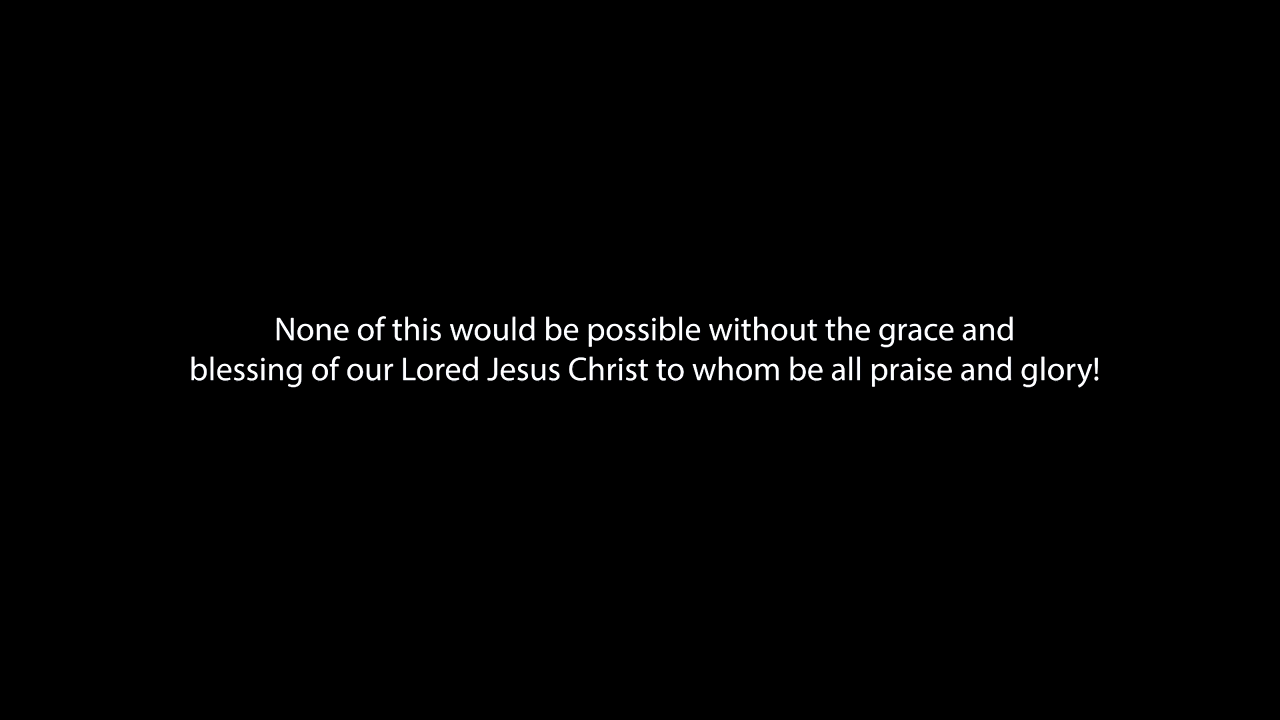 None of this would be possible without the grace and
blessing of our Lored Jesus Christ to whom be all praise and glory!